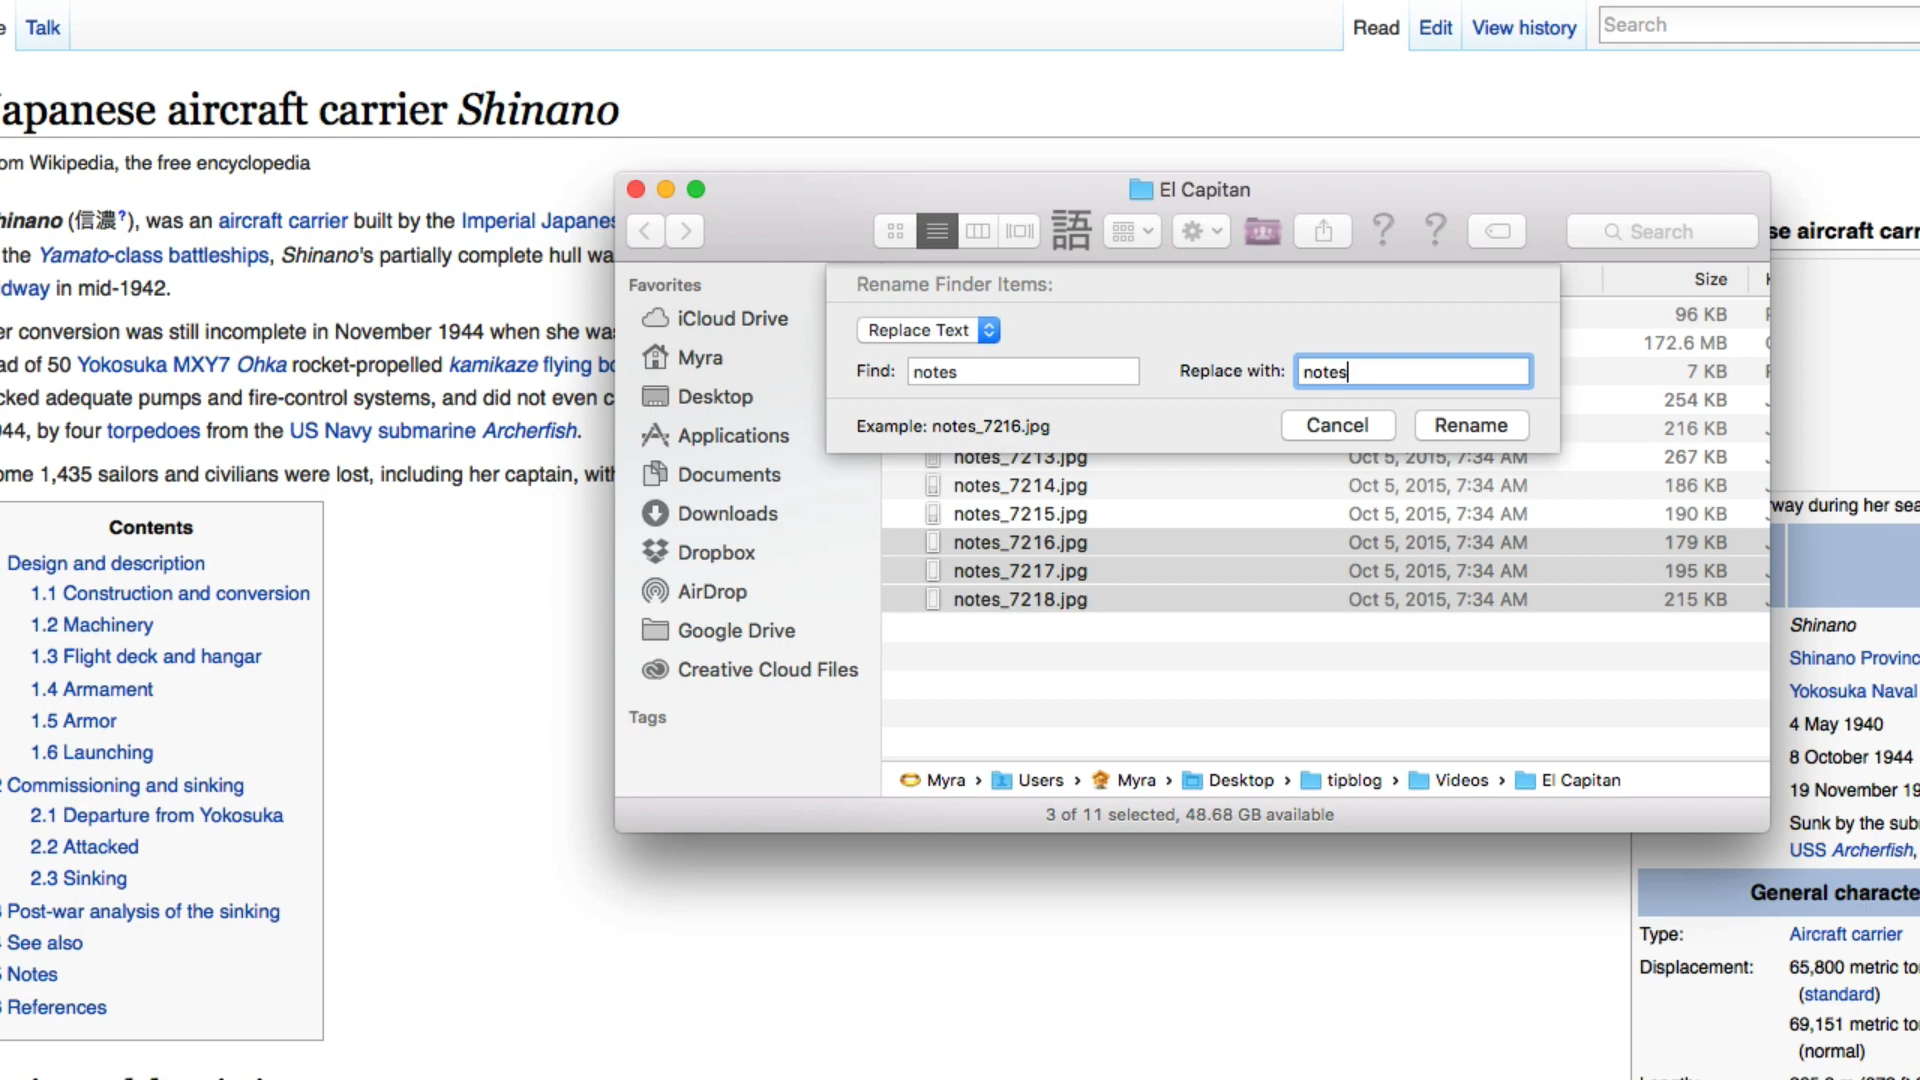 Talk
Read Edit View history Search
apanese aircraft carrier Shinano
om Wikipedia, the free encyclopedia
hinano (信濃?), was an aircraft carrier built by the Imperial Japanes
the Yamato-class battleships, Shinano's partially complete hull wa
dway in mid-1942.
er conversion was still incomplete in November 1944 when she was
ad of 50 Yokosuka MXY7 Ohka rocket-propelled kamikaze flying bo
cked adequate pumps and fire-control systems, and did not even c
44, by four torpedoes from the US Navy submarine Archerfish.
ome 1,435 sailors and civilians were lost, including her captain, with
Contents
Design and description
1.1 Construction and conversion
1.2 Machinery
1.3 Flight deck and hangar
1.4 Armament
1.5 Armor
1.6 Launching
2 Commissioning and sinking
2.1 Departure from Yokosuka
2.2 Attacked
2.3 Sinking
Post-war analysis of the sinking
See also
Notes
References
El Capitan
語 ? ? Search
Favorites
iCloud Drive
Myra
Desktop
Applications
Documents
Downloads
Dropbox
AirDrop
Google Drive
Creative Cloud Files
Tags
Rename Finder Items:
Replace Text
Find: notes Replace with: notes
Example: notes_7216.jpg Cancel Rename
Size
96 KB
172.6 MB
7 KB
254 KB
216 KB
notes_7213.jpg Oct 5, 2015, 7:34 AM 267 KB
notes_7214.jpg Oct 5, 2015, 7:34 AM 186 KB
notes_7215.jpg Oct 5, 2015, 7:34 AM 190 KB
notes_7216.jpg Oct 5, 2015, 7:34 AM 179 KB
notes_7217.jpg Oct 5, 2015, 7:34 AM 195 KB
notes_7218.jpg Oct 5, 2015, 7:34 AM 215 KB
Myra › Users › Myra › Desktop › tipblog › Videos › El Capitan
3 of 11 selected, 48.68 GB available
se aircraft carr
way during her sea
Shinano
Shinano Provinc
Yokosuka Naval
4 May 1940
8 October 1944
19 November 19
Sunk by the sub
USS Archerfish,
General characte
Type: Aircraft carrier
Displacement: 65,800 metric to
(standard)
69,151 metric to
(normal)